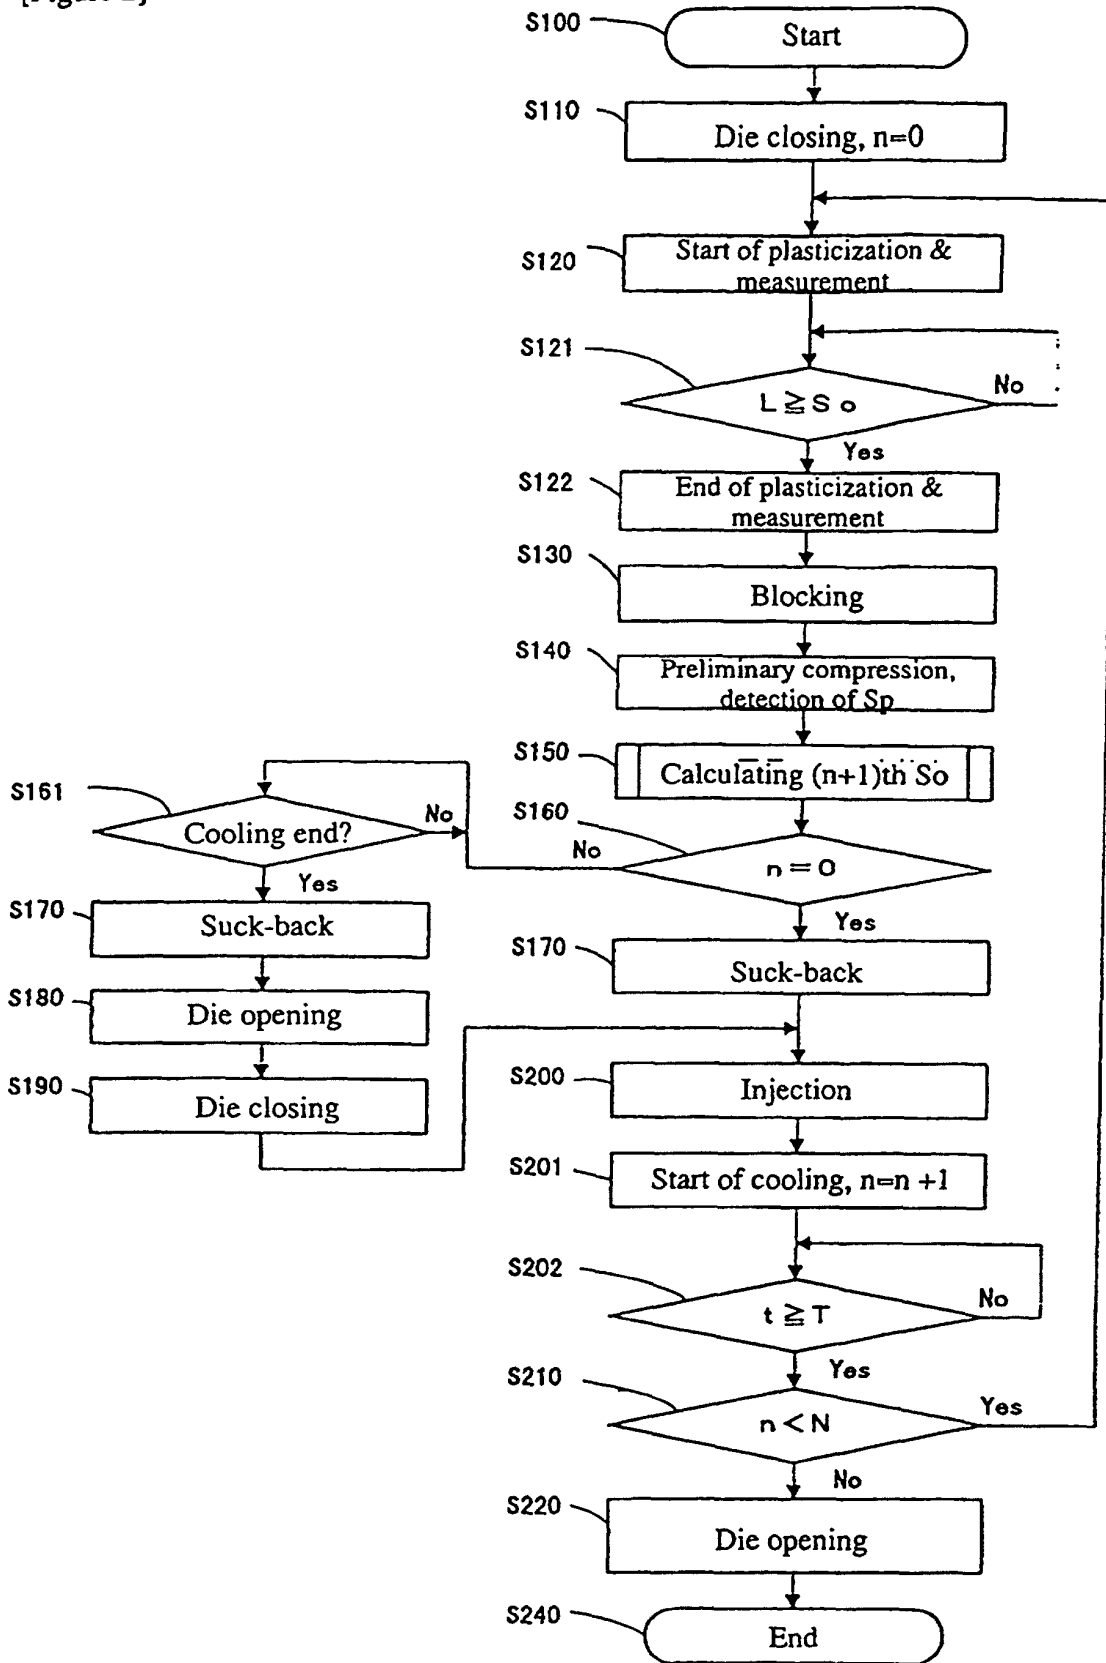 S100
Start
S110
Die closing, n=0
S120
Start of plasticization &
measurement
S121
L ≧ S o
No
Yes
S122
End of plasticization &
measurement
S130
Blocking
S140
Preliminary compression,
detection of Sp
S150
Calculating (n+1)th So
S160
n = 0
No
Yes
S161
Cooling end?
No
Yes
S170
Suck-back
S180
Die opening
S190
Die closing
S170
Suck-back
S200
Injection
S201
Start of cooling, n=n +1
S202
t ≧ T
No
Yes
S210
n < N
Yes
No
S220
Die opening
S240
End